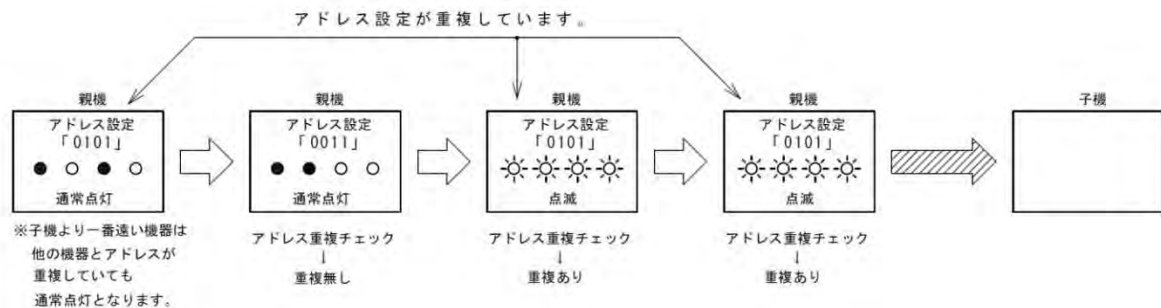 アドレス設定が重複しています。
親機
アドレス設定
「0101」
通常点灯
※子機より一番遠い機器は
他の機器とアドレスが
重複していても
通常点灯となります。
親機
アドレス設定
「0011」
通常点灯
アドレス重複チェック
↓
重複無し
親機
アドレス設定
「0101」
点滅
アドレス重複チェック
↓
重複あり
親機
アドレス設定
「0101」
点滅
アドレス重複チェック
↓
重複あり
子機